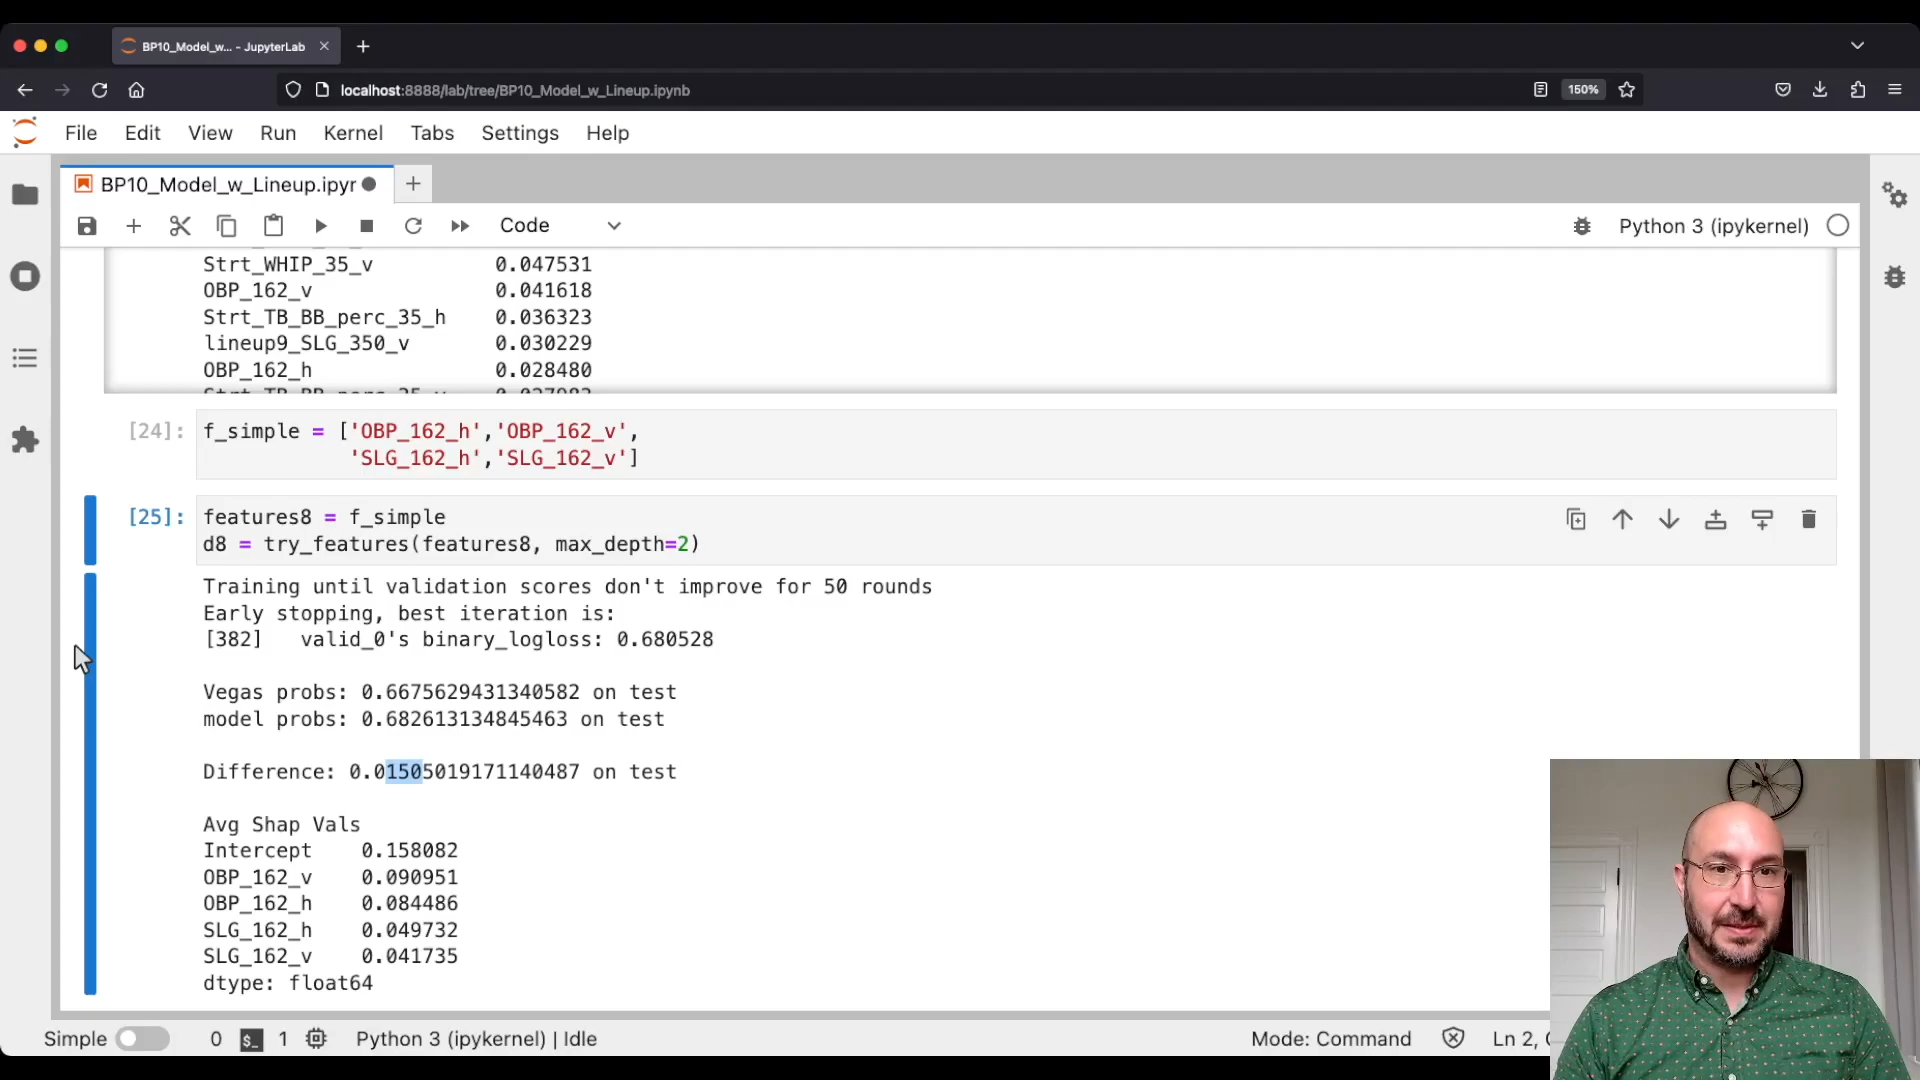 BP10_Model_w... - JupyterLab
localhost:8888/lab/tree/BP10_Model_w_Lineup.ipynb
150%
File Edit View Run Kernel Tabs Settings Help
BP10_Model_w_Lineup.ipyr
Code
Python 3 (ipykernel)
Strt_WHIP_35_v 0.047531
OBP_162_v 0.041618
Strt_TB_BB_perc_35_h 0.036323
lineup9_SLG_350_v 0.030229
OBP_162_h 0.028480
[24]: f_simple = ['OBP_162_h','OBP_162_v',
'SLG_162_h','SLG_162_v']
[25]: features8 = f_simple
d8 = try_features(features8, max_depth=2)
Training until validation scores don't improve for 50 rounds
Early stopping, best iteration is:
[382] valid_0's binary_logloss: 0.680528
Vegas probs: 0.6675629431340582 on test
model probs: 0.682613134845463 on test
Difference: 0.01505019171140487 on test
Avg Shap Vals
Intercept 0.158082
OBP_162_v 0.090951
OBP_162_h 0.084486
SLG_162_h 0.049732
SLG_162_v 0.041735
dtype: float64
Simple 0 $_ 1 Python 3 (ipykernel) | Idle Mode: Command Ln 2,